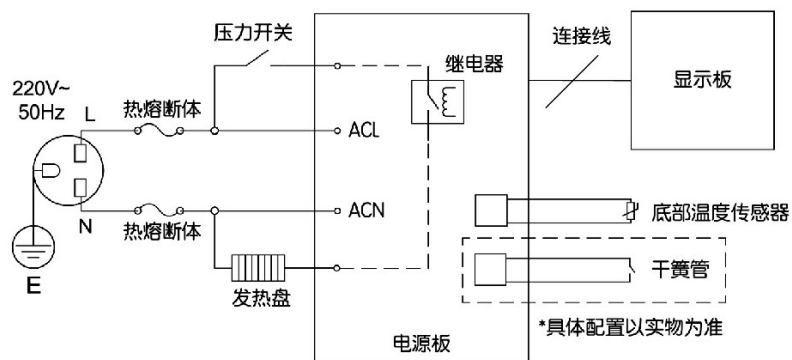 压力开关
连接线
继电器
显示板
220V~
50Hz
L
热熔断体
ACL
ACN
N
热熔断体
底部温度传感器
E
发热盘
干簧管
*具体配置以实物为准
电源板